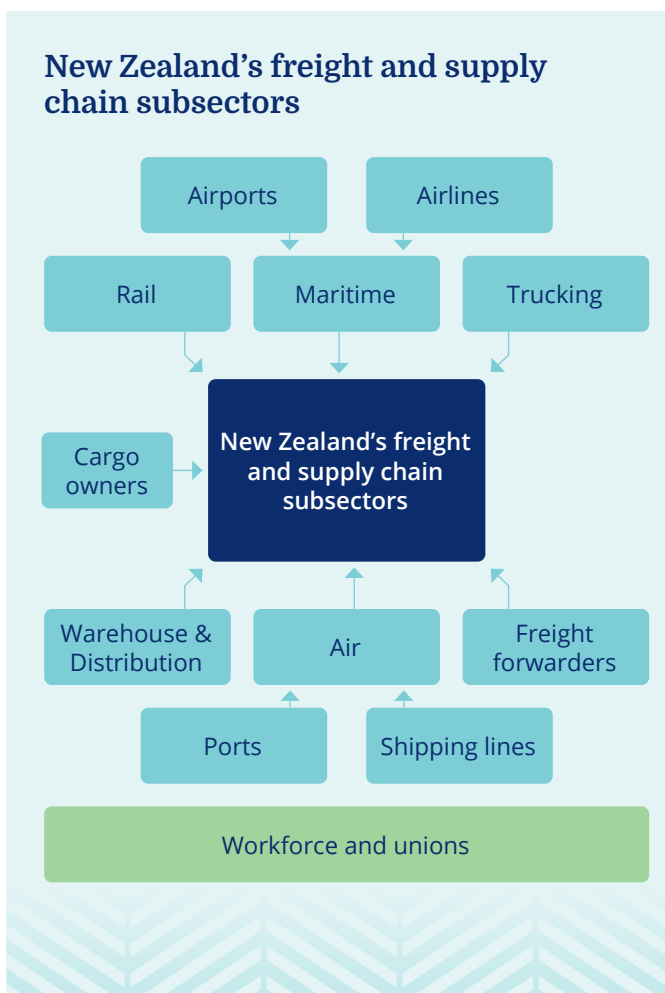 New Zealand’s freight and supply
chain subsectors
Airports
Airlines
Rail
Maritime
Trucking
Cargo
owners
New Zealand’s freight
and supply chain
subsectors
Warehouse &
Distribution
Air
Freight
forwarders
Ports
Shipping lines
Workforce and unions